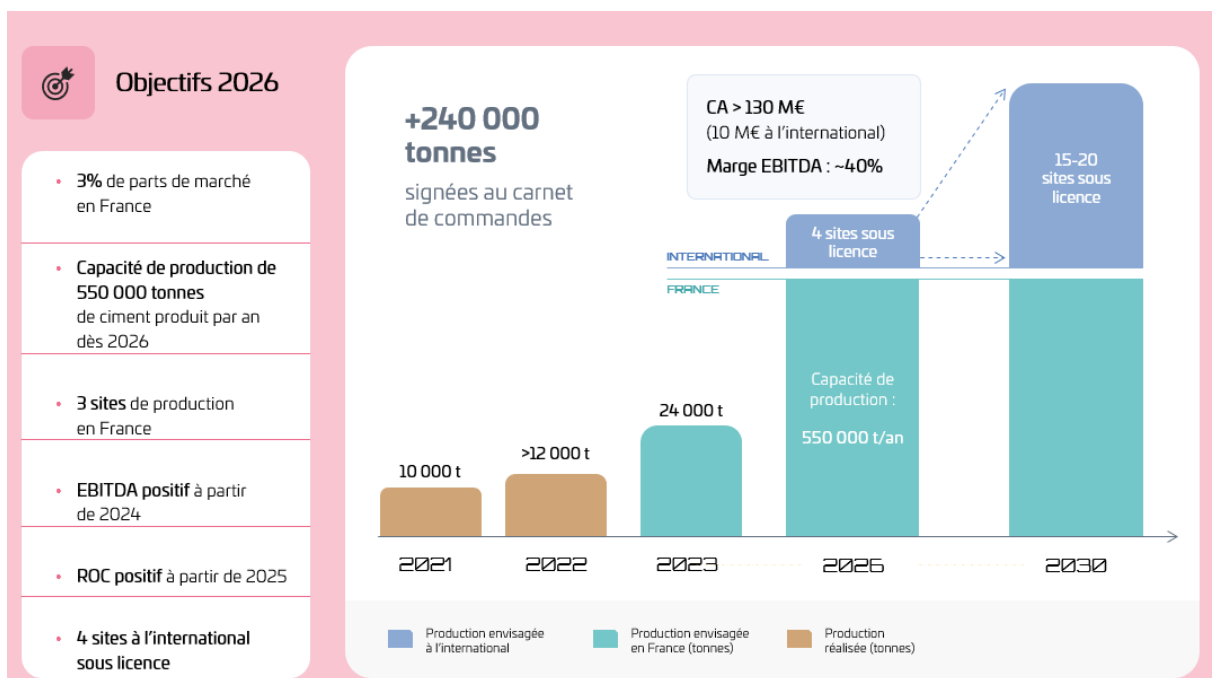 Objectifs 2026
• 3% de parts de marché
en France
• Capacité de production de
550 000 tonnes
de ciment produit par an
dès 2026
• 3 sites de production
en France
• EBITDA positif à partir
de 2024
• ROC positif à partir de 2025
• 4 sites à l'international
sous licence
+240 000
tonnes
signées au carnet
de commandes
CA > 130 M€
(10 M€ à l'international)
Marge EBITDA : ~40%
15-20
sites sous
licence
4 sites sous
licence
INTERNATIONAL
FRANCE
Capacité de
production :
550 000 t/an
24 000 t
>12 000 t
10 000 t
2021
2022
2023
2026
2030
Production envisagée
à l'international
Production envisagée
en France (tonnes)
Production
réalisée (tonnes)